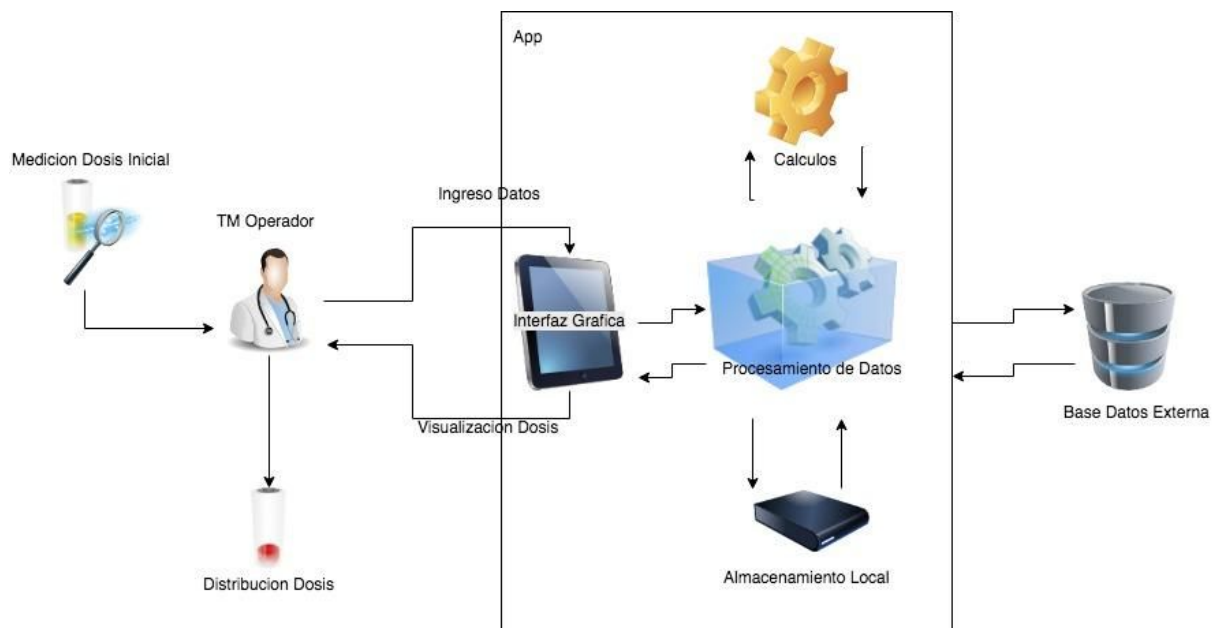 App
Medicion Dosis Inicial
Calculos
Ingreso Datos
TM Operador
Interfaz Grafica
Procesamiento de Datos
Base Datos Externa
Visualizacion Dosis
Almacenamiento Local
Distribucion Dosis